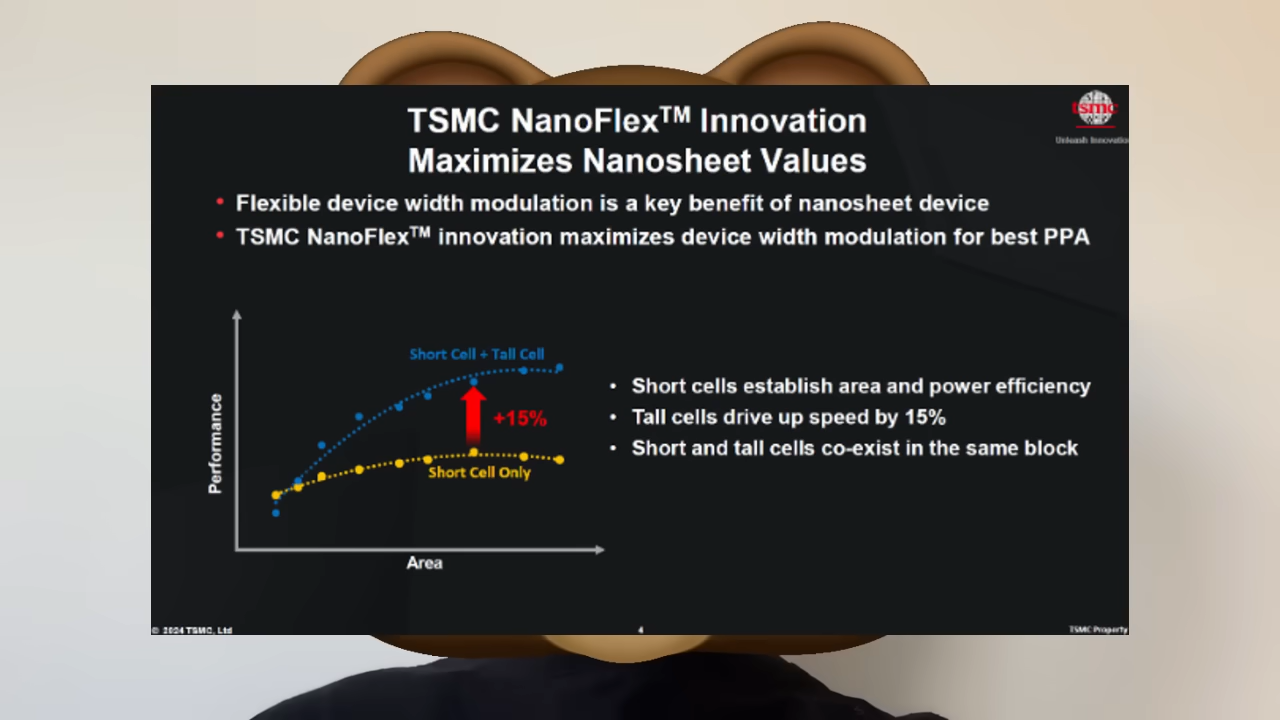 TSMC NanoFlex™ Innovation
Maximizes Nanosheet Values
tsmc
Unleash Innovatio
• Flexible device width modulation is a key benefit of nanosheet device
• TSMC NanoFlex™ innovation maximizes device width modulation for best PPA
Performance
Short Cell + Tall Cell
+15%
Short Cell Only
Area
• Short cells establish area and power efficiency
• Tall cells drive up speed by 15%
• Short and tall cells co-exist in the same block
© 2024 TSMC, Ltd
4
TSMC Property